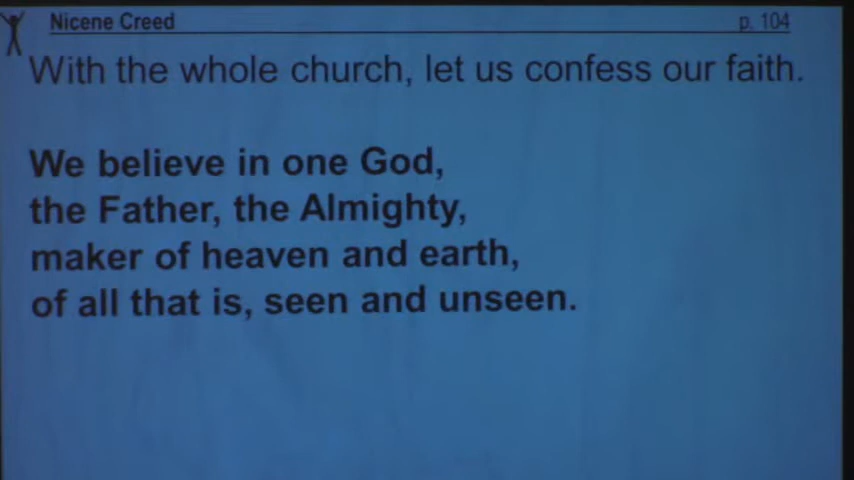 Nicene Creed p. 104
With the whole church, let us confess our faith.
We believe in one God,
the Father, the Almighty,
maker of heaven and earth,
of all that is, seen and unseen.